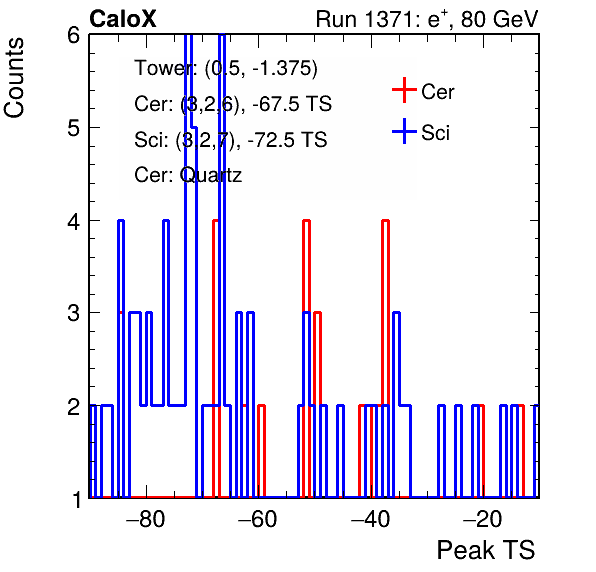 CaloX Run 1371: e+, 80 GeV
Counts
6
Tower: (0.5, -1.375)
Cer
Cer: (3,2,6), -67.5 TS
Sci
5
Sci: (3,2,7), -72.5 TS
Cer: Quartz
4
3
2
1
−80 −60 −40 −20
Peak TS